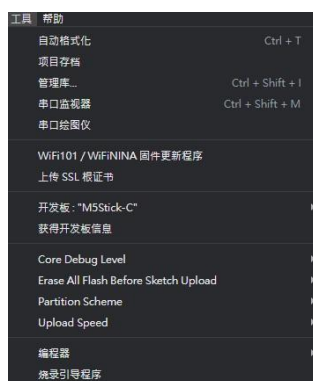 工具 帮助
自动格式化 Ctrl + T
项目存档
管理库... Ctrl + Shift + I
串口监视器 Ctrl + Shift + M
串口绘图仪
WiFi101 / WiFiNINA 固件更新程序
上传 SSL 根证书
开发板 : "M5Stick-C"
获得开发板信息
Core Debug Level
Erase All Flash Before Sketch Upload
Partition Scheme
Upload Speed
编程器
烧录引导程序